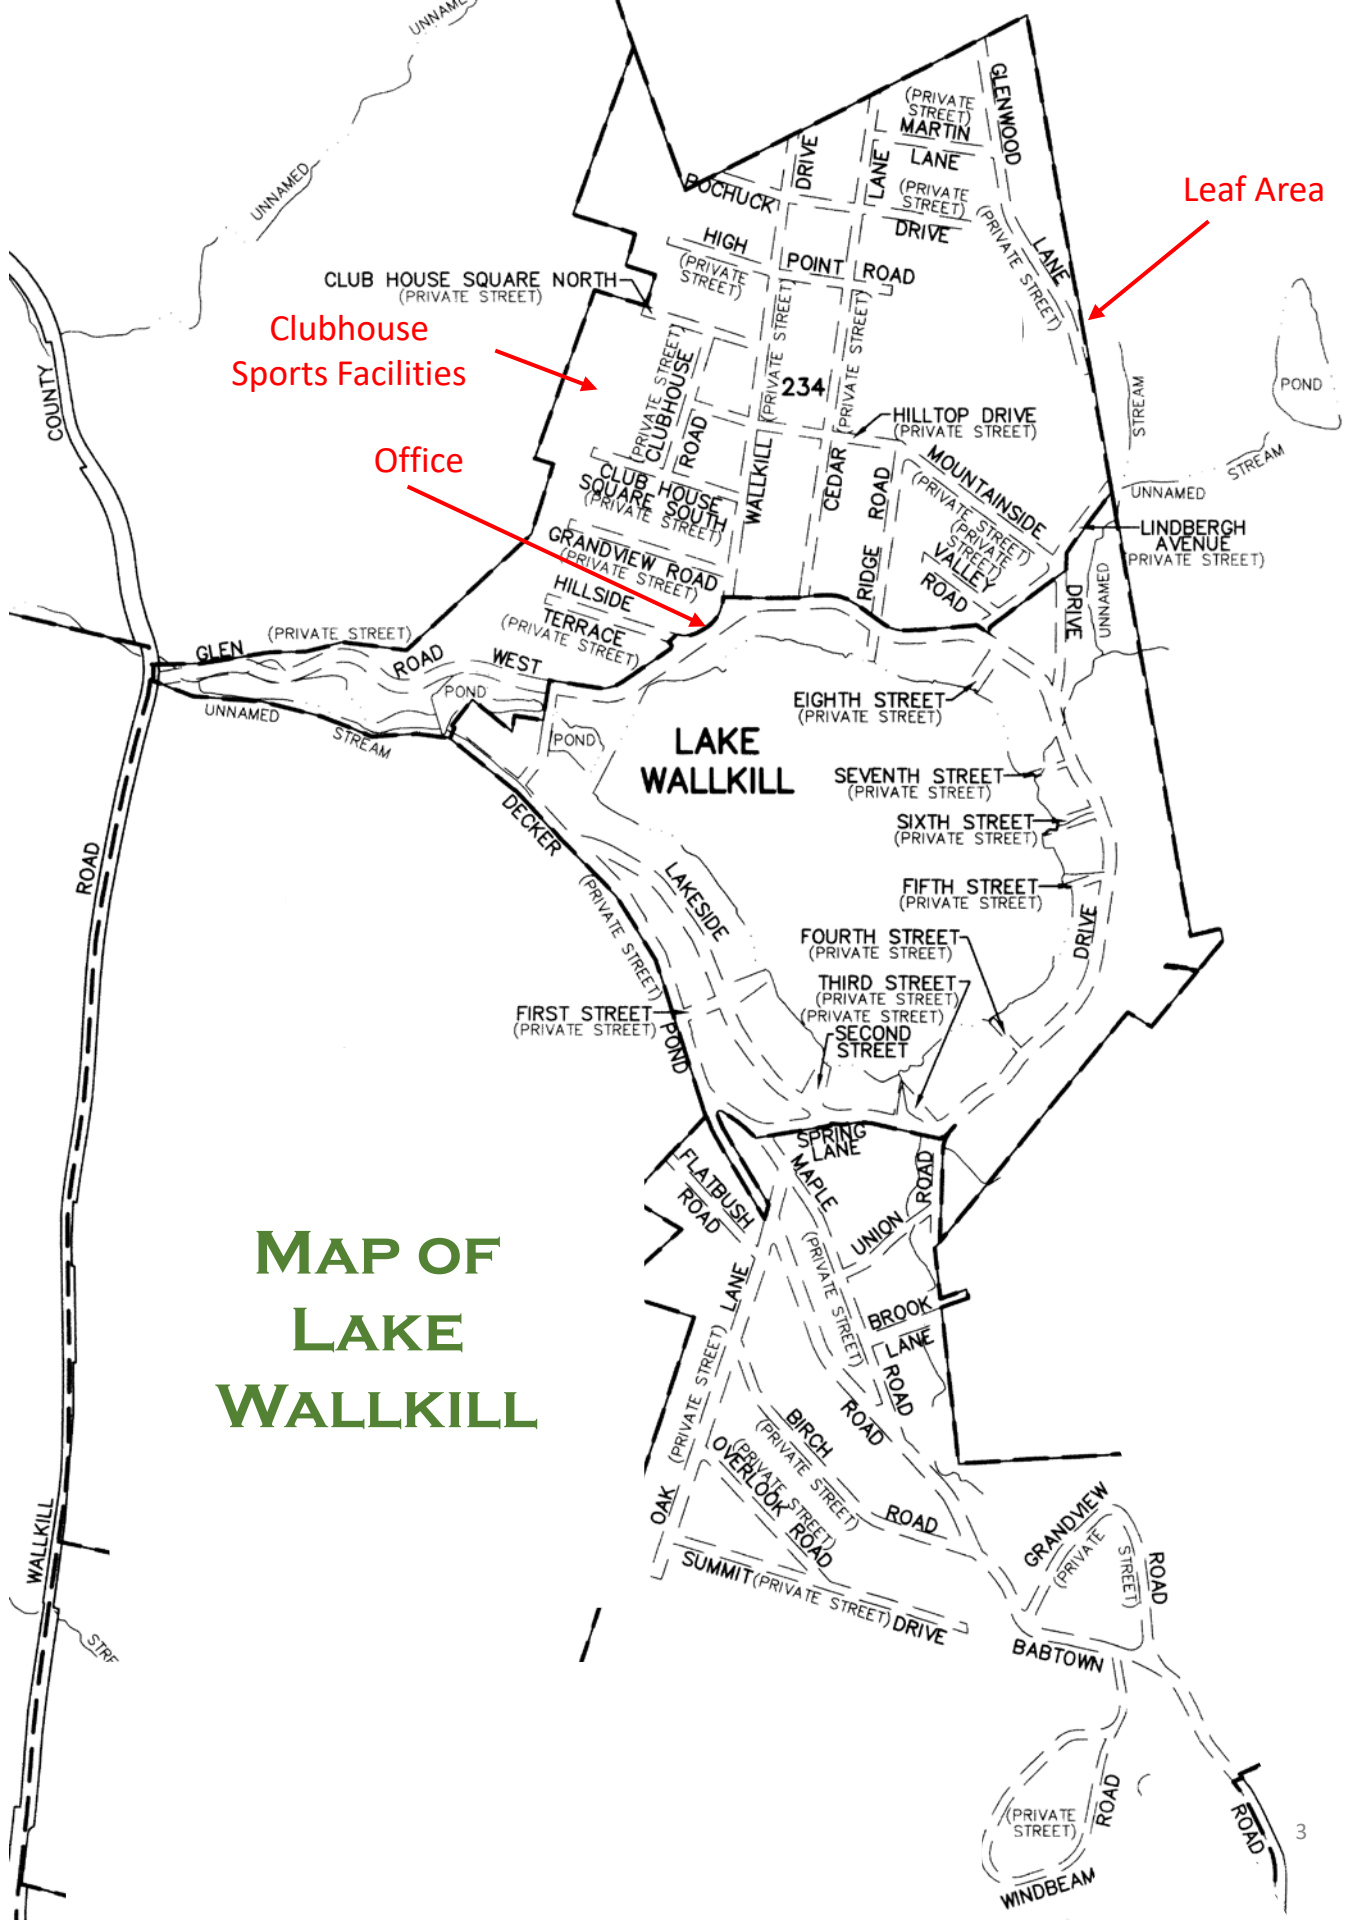 UNNAMED
GLENWOOD
(PRIVATE
STREET)
MARTIN
LANE
DRIVE
LANE
(PRIVATE
STREET)
BOCHUCK
DRIVE
UNNAMED
Leaf Area
LANE
(PRIVATE STREET)
HIGH
(PRIVATE
STREET)
POINT
ROAD
CLUB HOUSE SQUARE NORTH
(PRIVATE STREET)
Clubhouse
Sports Facilities
(PRIVATE STREET)
CLUBHOUSE
ROAD
(PRIVATE STREET)
WALLKILL
234
(PRIVATE STREET)
CEDAR
COUNTY
STREAM
POND
STREAM
HILLTOP DRIVE
(PRIVATE STREET)
Office
MOUNTAINSIDE
(PRIVATE STREET)
ROAD
RIDGE
CLUB HOUSE
SQUARE SOUTH
(PRIVATE STREET)
UNNAMED
LINDBERGH
AVENUE
(PRIVATE STREET)
GRANDVIEW ROAD
(PRIVATE STREET)
(PRIVATE
STREET)
VALLEY
ROAD
HILLSIDE
TERRACE
(PRIVATE STREET)
DRIVE
UNNAMED
GLEN
(PRIVATE STREET)
ROAD
WEST
POND
UNNAMED
STREAM
POND
EIGHTH STREET
(PRIVATE STREET)
LAKE
WALLKILL
SEVENTH STREET
(PRIVATE STREET)
SIXTH STREET
(PRIVATE STREET)
DECKER
(PRIVATE STREET)
POND
ROAD
LAKESIDE
DRIVE
FIFTH STREET
(PRIVATE STREET)
FOURTH STREET
(PRIVATE STREET)
THIRD STREET
(PRIVATE STREET)
(PRIVATE STREET)
SECOND
STREET
FIRST STREET
(PRIVATE STREET)
SPRING
LANE
MAPLE
(PRIVATE STREET)
ROAD
FLATBUSH
ROAD
UNION
ROAD
BROOK
LANE
LANE
(PRIVATE STREET)
OAK
Map of
Lake
Wallkill
ROAD
BIRCH
(PRIVATE STREET)
ROAD
(PRIVATE STREET)
OVERLOOK ROAD
SUMMIT (PRIVATE STREET) DRIVE
WALLKILL
GRANDVIEW
(PRIVATE
STREET)
ROAD
BABTOWN
ROAD
(PRIVATE
STREET)
WINDBEAM
ROAD
3